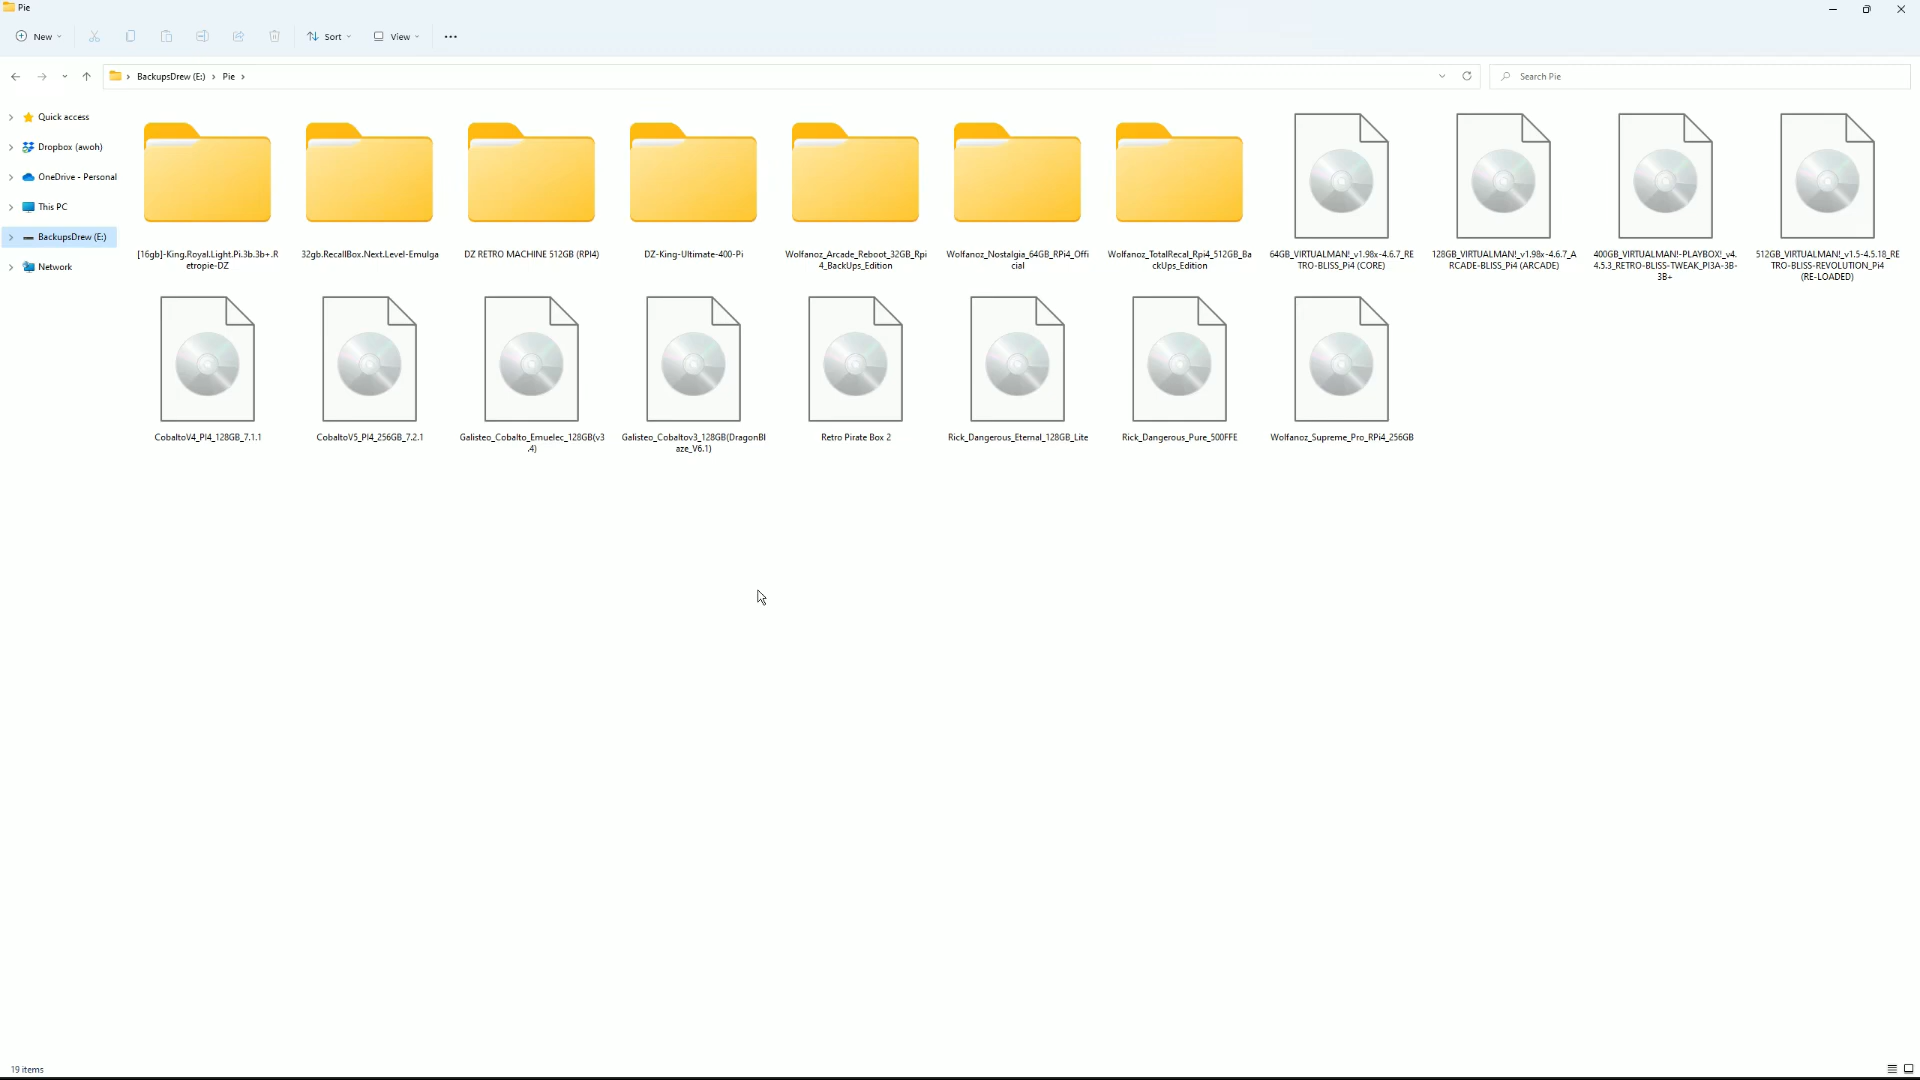 Pie
New
Sort
View
BackupsDrew (E:)
Pie
Search Pie
Quick access
Dropbox (awoh)
OneDrive - Personal
This PC
BackupsDrew (E:)
Network
[16gb]-King.Royal.Light.Pi.3b.3b+.R
etropie-DZ
32gb.RecallBox.Next.Level-Emulga
DZ RETRO MACHINE 512GB (RPI4)
DZ-King-Ultimate-400-Pi
Wolfanoz_Arcade_Reboot_32GB_Rpi
4_BackUps_Edition
Wolfanoz_Nostalgia_64GB_RPi4_Offi
cial
Wolfanoz_TotalRecal_Rpi4_512GB_Ba
ckUps_Edition
64GB_VIRTUALMAN!_v1.98x-4.6.7_RE
TRO-BLISS_Pi4 (CORE)
128GB_VIRTUALMAN!_v1.98x-4.6.7_A
RCADE-BLISS_Pi4 (ARCADE)
400GB_VIRTUALMAN!-PLAYBOX!_v4.
4.5.3_RETRO-BLISS-TWEAK_PI3A-3B-
3B+
512GB_VIRTUALMAN!_v1.5-4.5.18_RE
TRO-BLISS-REVOLUTION_Pi4
(RE-LOADED)
CobaltoV4_PI4_128GB_7.1.1
CobaltoV5_PI4_256GB_7.2.1
Galisteo_Cobalto_Emuelec_128GB(v3
.4)
Galisteo_Cobaltov3_128GB(DragonBl
aze_V6.1)
Retro Pirate Box 2
Rick_Dangerous_Eternal_128GB_Lite
Rick_Dangerous_Pure_500FFE
Wolfanoz_Supreme_Pro_RPi4_256GB
19 items